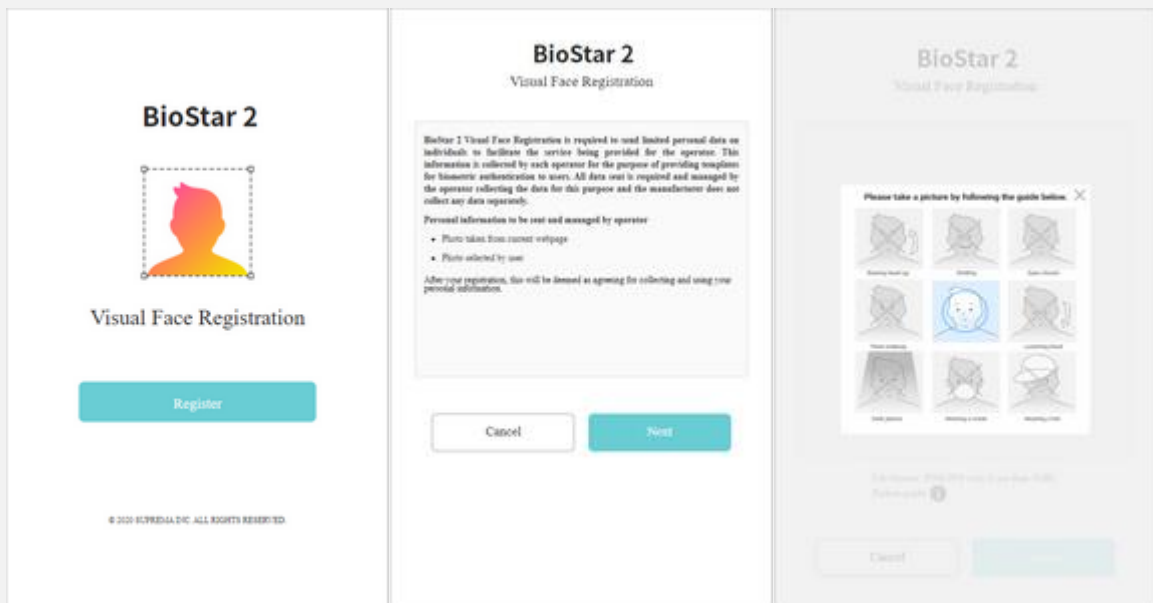 BioStar 2
Visual Face Registration
Register
© 2020 SUPREMA INC. ALL RIGHTS RESERVED.
BioStar 2
Visual Face Registration
BioStar 2 Visual Face Registration is required to send limited personal data on
individuals to facilitate the service being provided for the operator. This
information is collected by each operator for the purpose of providing templates
for biometric authentication to users. All data sent is required and managed by
the operator collecting the data for this purpose and the manufacturer does not
collect any data separately.
Personal information to be sent and managed by operator
• Photo taken from current webpage
• Photo selected by user
After your registration, this will be deemed as agreeing for collecting and using your
personal information.
Cancel
Next
BioStar 2
Visual Face Registration
Please take a picture by following the guide below.
Smiling
Wearing a mask
Cancel